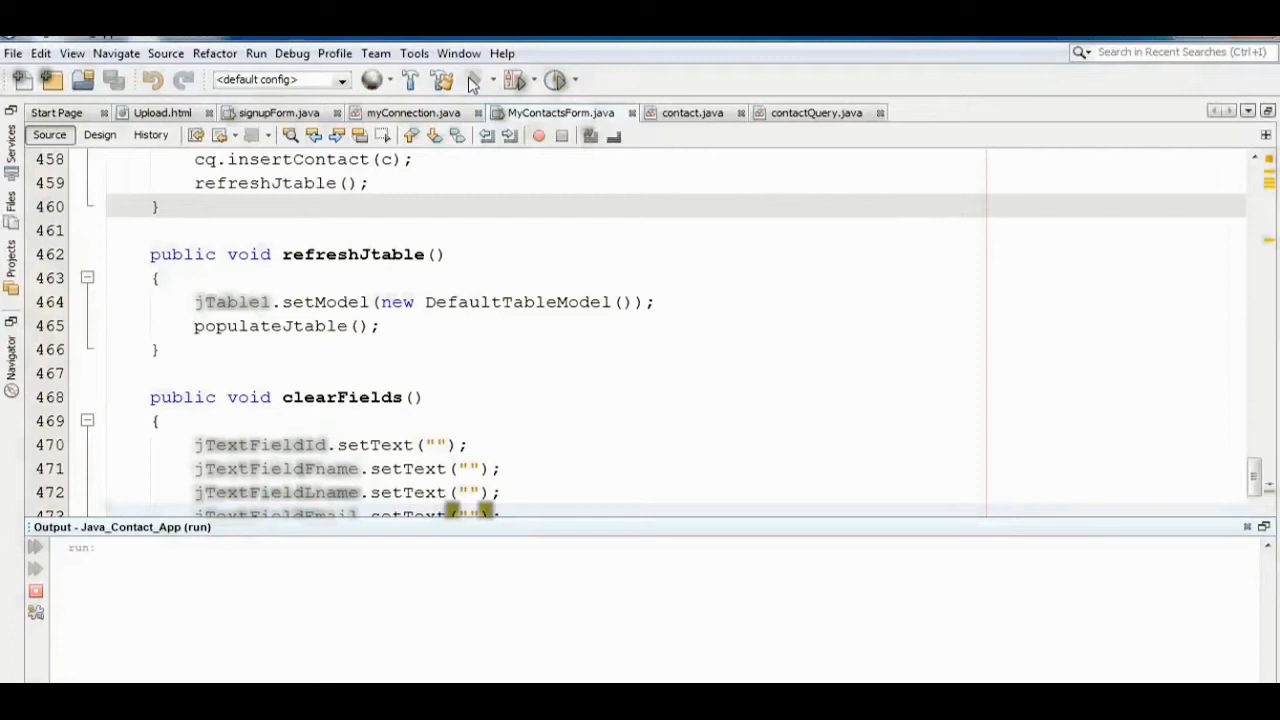 File Edit View Navigate Source Refactor Run Debug Profile Team Tools Window Help
Search in Recent Searches (Ctrl+I)
<default config>
Start Page Upload.html signupForm.java myConnection.java MyContactsForm.java contact.java contactQuery.java
Source Design History
Services
Files
Projects
Navigator
458 cq.insertContact(c);
459 refreshJtable();
460 }
461
462 public void refreshJtable()
463 {
464 jTable1.setModel(new DefaultTableModel());
465 populateJtable();
466 }
467
468 public void clearFields()
469 {
470 jTextFieldId.setText("");
471 jTextFieldFname.setText("");
472 jTextFieldLname.setText("");
473 jTextFieldEmail.setText("");
Output - Java_Contact_App (run)
run: